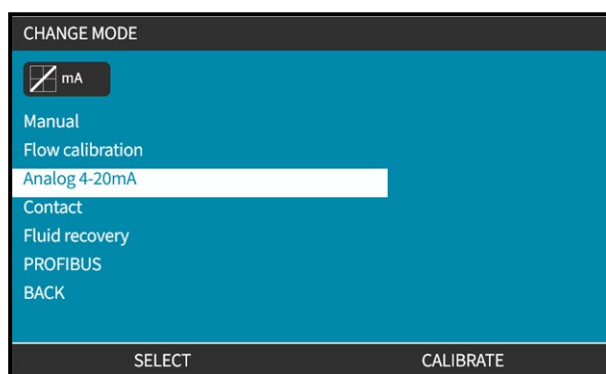 CHANGE MODE
mA
Manual
Flow calibration
Analog 4-20mA
Contact
Fluid recovery
PROFIBUS
BACK
SELECT CALIBRATE